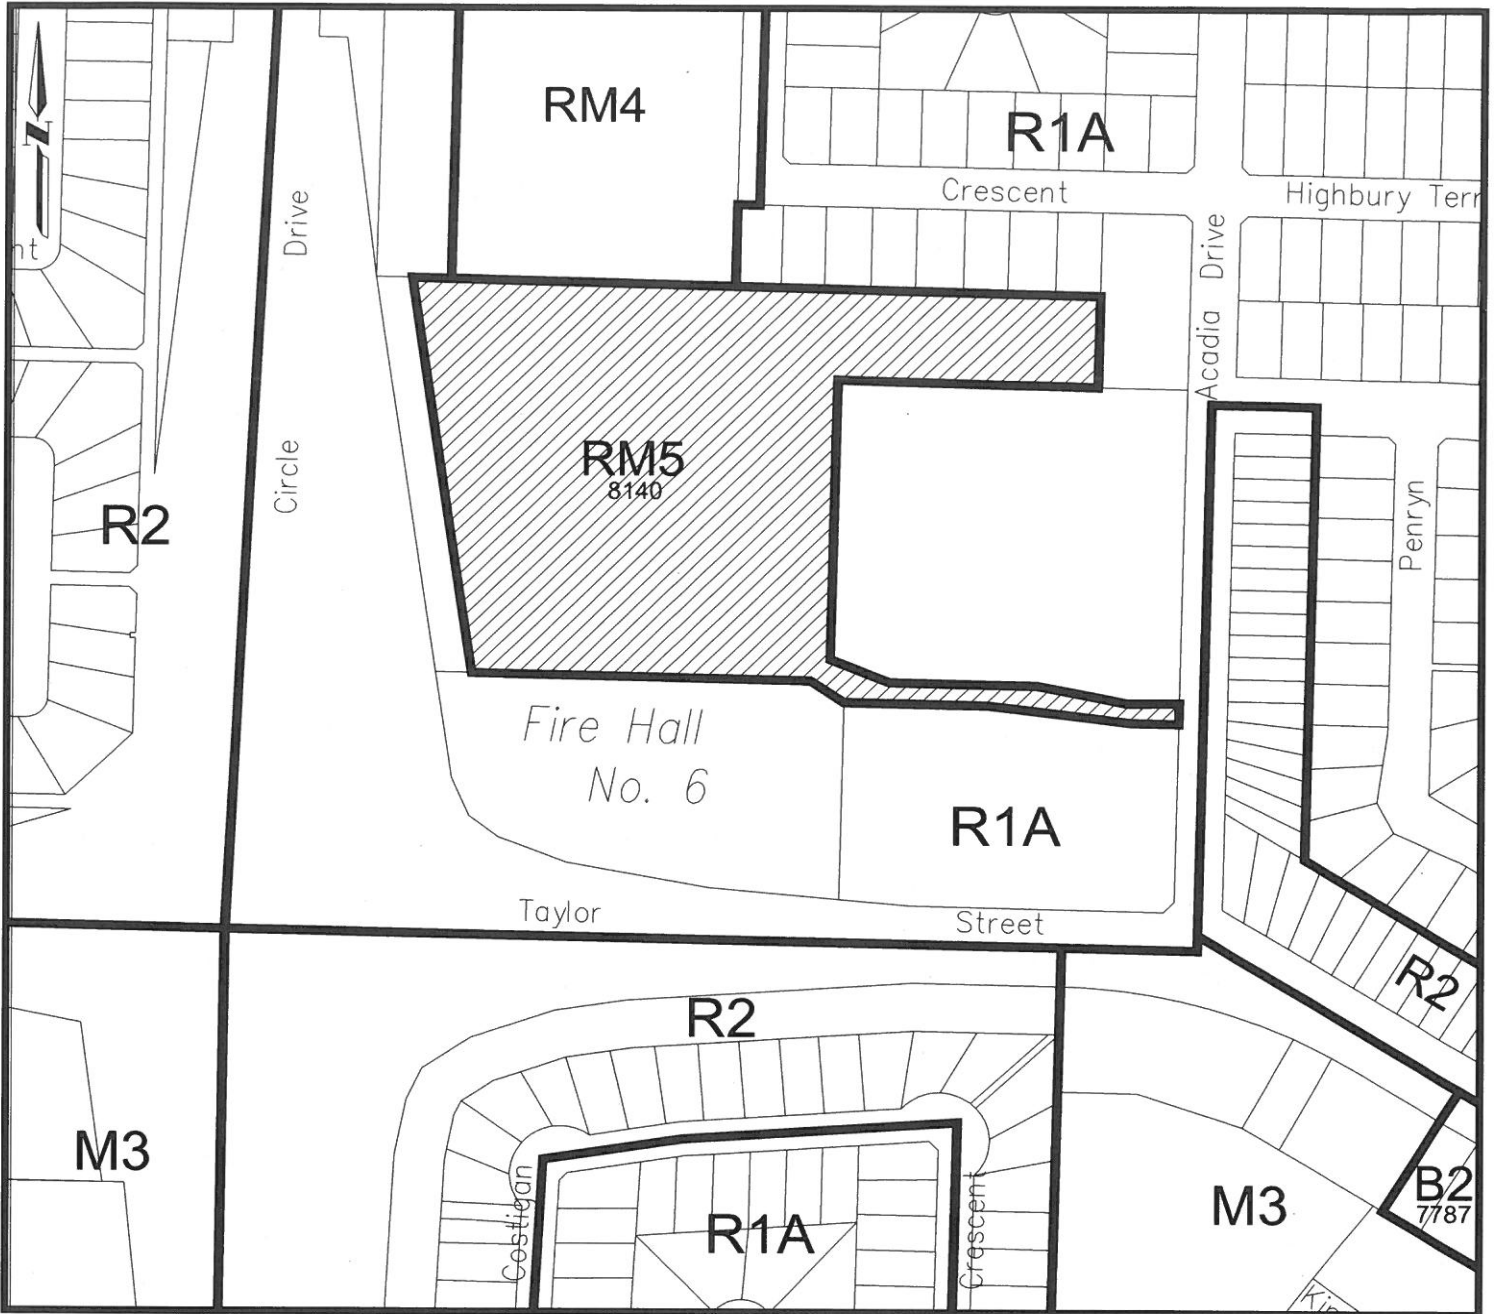 RM4
R1A
N
Crescent
Highbury Terr
Drive
Acadia Drive
nt
RM5
8140
Circle
R2
Penryn
Fire Hall
No. 6
R1A
Taylor
Street
R2
R2
M3
Costigan
R1A
Crescent
M3
B2
7787